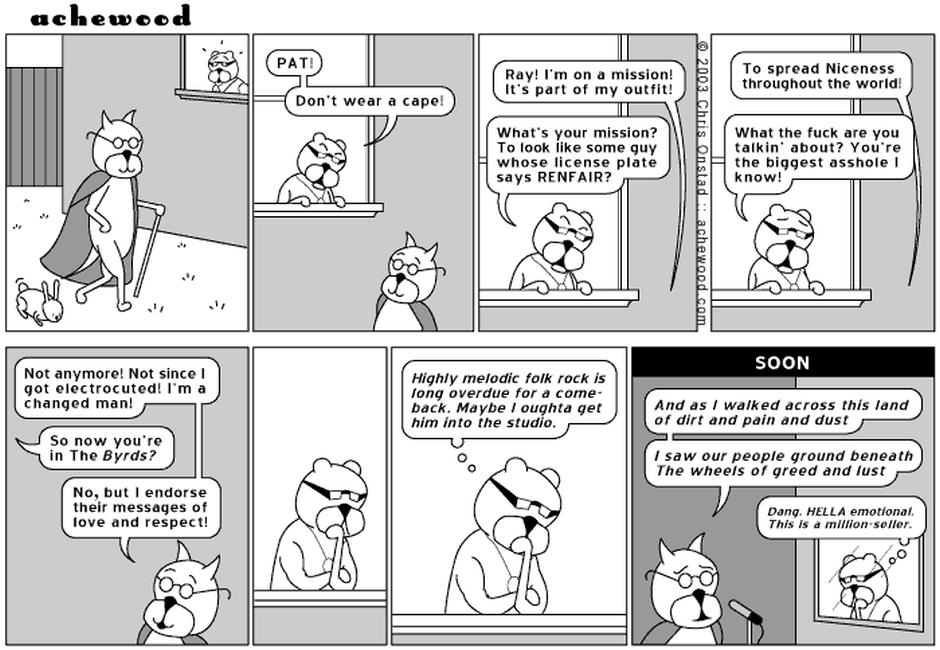 achewood
PAT!
Don't wear a cape!
Ray! I'm on a mission!
It's part of my outfit!
What's your mission?
To look like some guy
whose license plate
says RENFAIR?
© 2003 Chris Onstad :: achewood.com
To spread Niceness
throughout the world!
What the fuck are you
talkin' about? You're
the biggest asshole I
know!
Not anymore! Not since I
got electrocuted! I'm a
changed man!
So now you're
in The Byrds?
No, but I endorse
their messages of
love and respect!
Highly melodic folk rock is
long overdue for a come-
back. Maybe I oughta get
him into the studio.
SOON
And as I walked across this land
of dirt and pain and dust
I saw our people ground beneath
The wheels of greed and lust
Dang. HELLA emotional.
This is a million-seller.